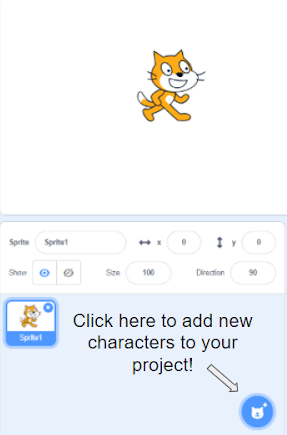 Sprite Sprite1 x 0 y 0
Show Size 100 Direction 90
Sprite1
Click here to add new
characters to your
project!